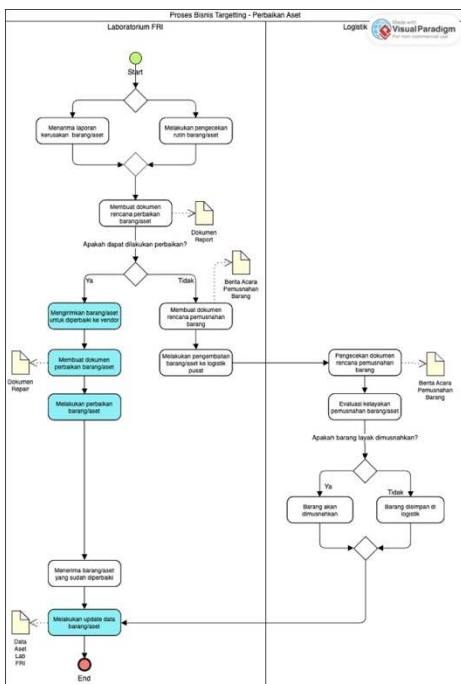 Proses Bisnis Targetting - Perbaikan Aset
Laboratorium FRI
Logistik
Made with
Visual Paradigm
For non-commercial use
Start
Menarima laporan
kerusakan barang/aset
Melakukan pengecekan
rutin barang/aset
Membuat dokumen
rencana perbaikan
barang/aset
Dokumen
Report
Apakah dapat dilakukan perbaikan?
Ya
Tidak
Berita Acara
Pemusnahan
Barang
Mengirimkan barang/aset
untuk diperbaiki ke vendor
Membuat dokumen
rencana pemusnahan
barang
Membuat dokumen
perbaikan barang/aset
Dokumen
Repair
Melakukan pengembalian
barang/aset ke logistik
pusat
Pengecekan dokumen
rencana pemusnahan
barang
Berita Acara
Pemusnahan
Barang
Melakukan perbaikan
barang/aset
Evaluasi kelayakan
pemusnahan barang/aset
Apakah barang layak dimusnahkan?
Ya
Tidak
Barang akan
dimusnahkan
Barang disimpan di
logistik
Menerima barang/aset
yang sudah diperbaiki
Melakukan update data
barang/aset
Data
Aset
Lab
FRI
End